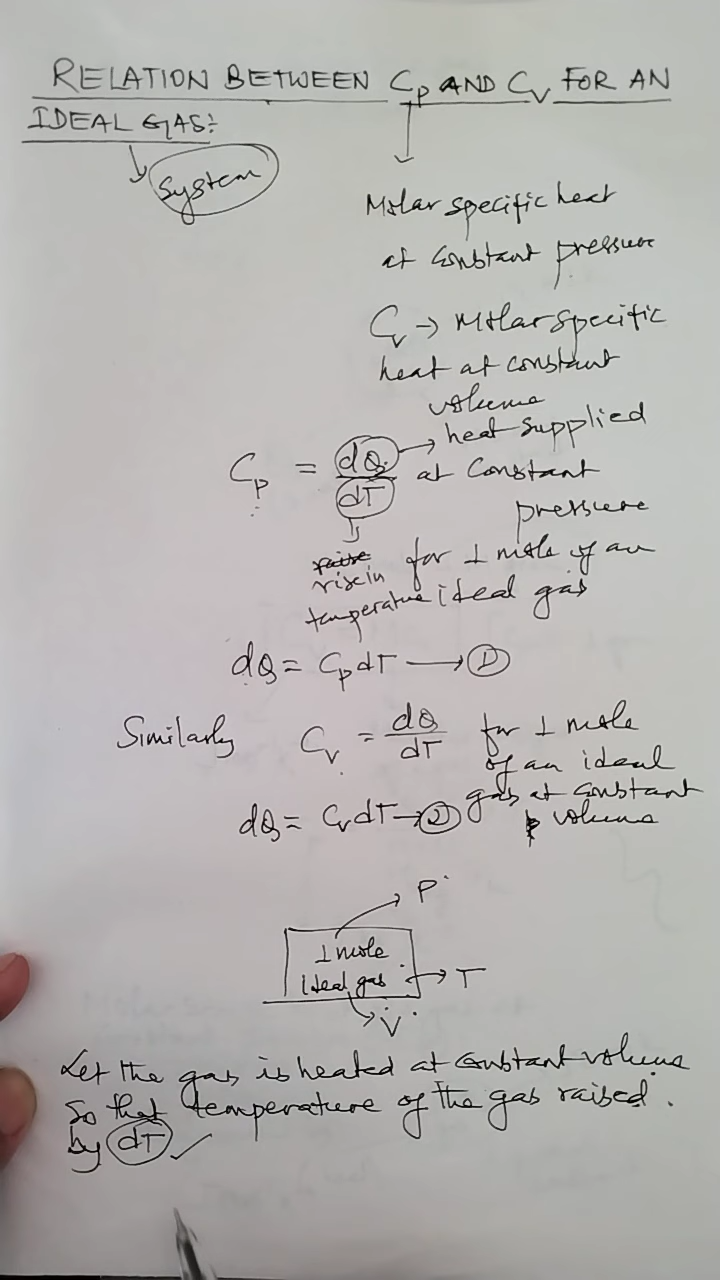 RELATION BETWEEN Cp AND Cv FOR AN
IDEAL GAS:
System
Molar specific heat
at Constant pressure
Cv → Molar specific
heat at constant
volume
Cp = dQ/dT → heat supplied
at Constant
pressure
rise in
temperature
for 1 mole of an
ideal gas
dQ = Cp dT → ①
Similarly Cv = dQ/dT for 1 mole
of an ideal
gas at constant
volume
dQ = Cv dT → ②
P
1 mole
ideal gas → T
V
Let the gas is heated at constant volume
so that temperature of the gas raised.
by dT ✓